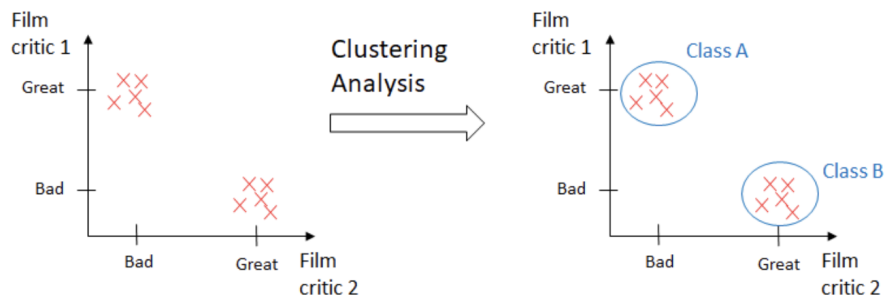 Film
critic 1
Great
Bad
Bad
Great
Film
critic 2
Clustering
Analysis
Film
critic 1
Class A
Great
Class B
Bad
Bad
Great
Film
critic 2